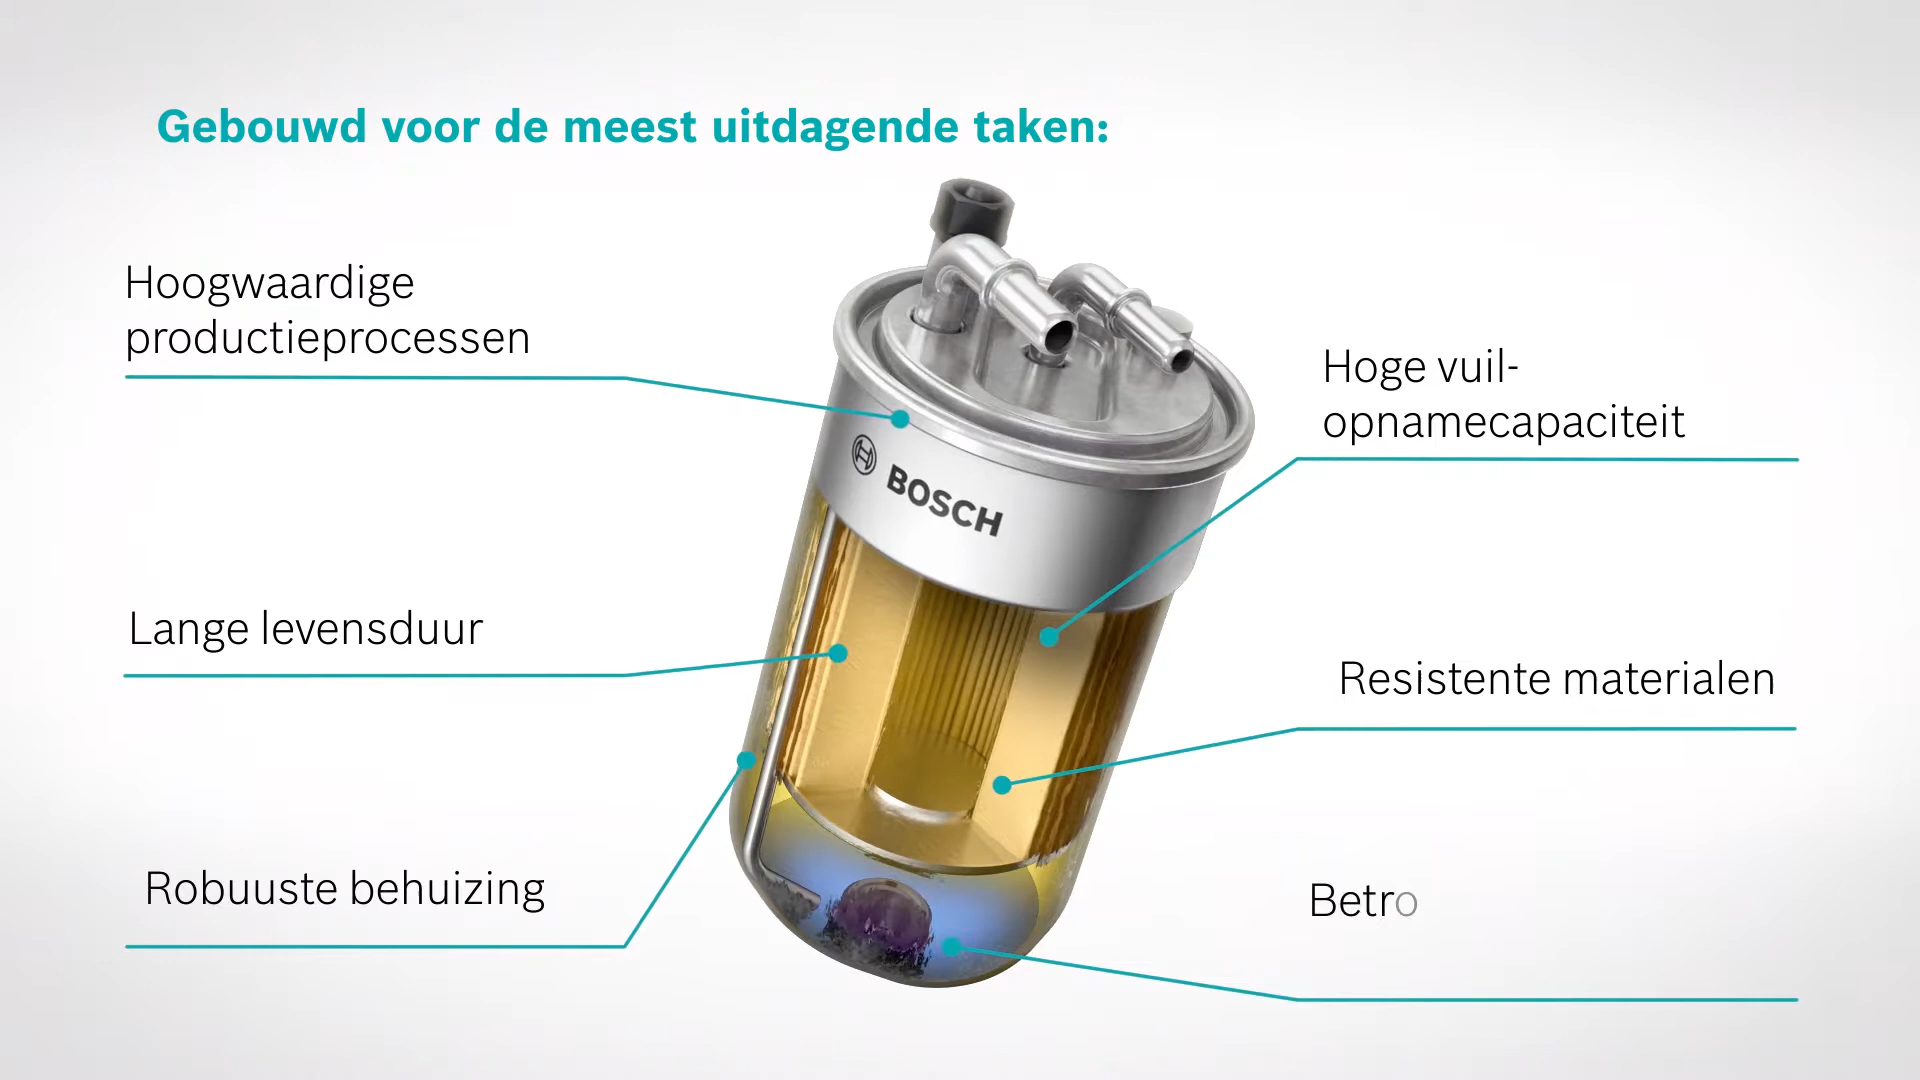 Gebouwd voor de meest uitdagende taken:
Hoogwaardige
productieprocessen
Hoge vuil-
opnamecapaciteit
BOSCH
Lange levensduur
Resistente materialen
Robuuste behuizing
Betro